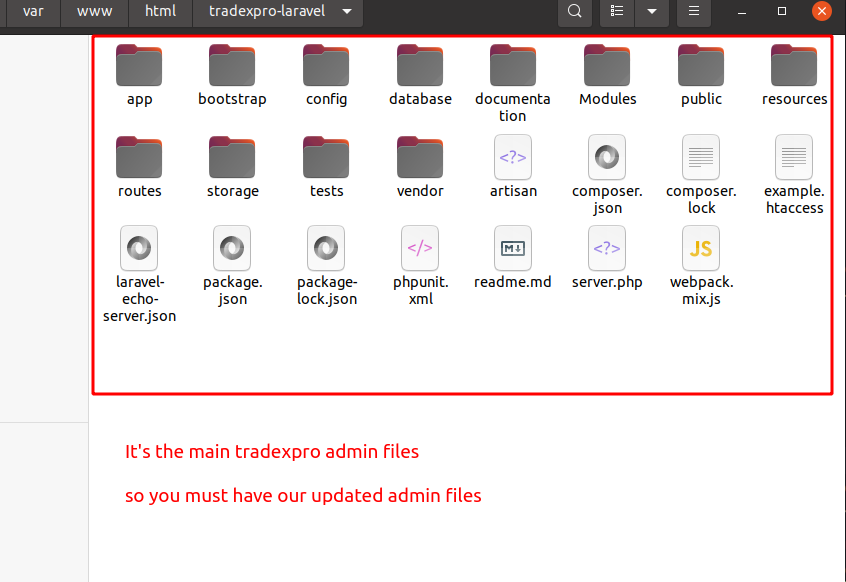 var www html tradexpro-laravel
app bootstrap config database documenta Modules public resources
tion
routes storage tests vendor artisan composer. composer. example.
json lock htaccess
laravel- package. package- phpunit. readme.md server.php webpack.
echo- json lock.json xml mix.js
server.json
It's the main tradexpro admin files
so you must have our updated admin files